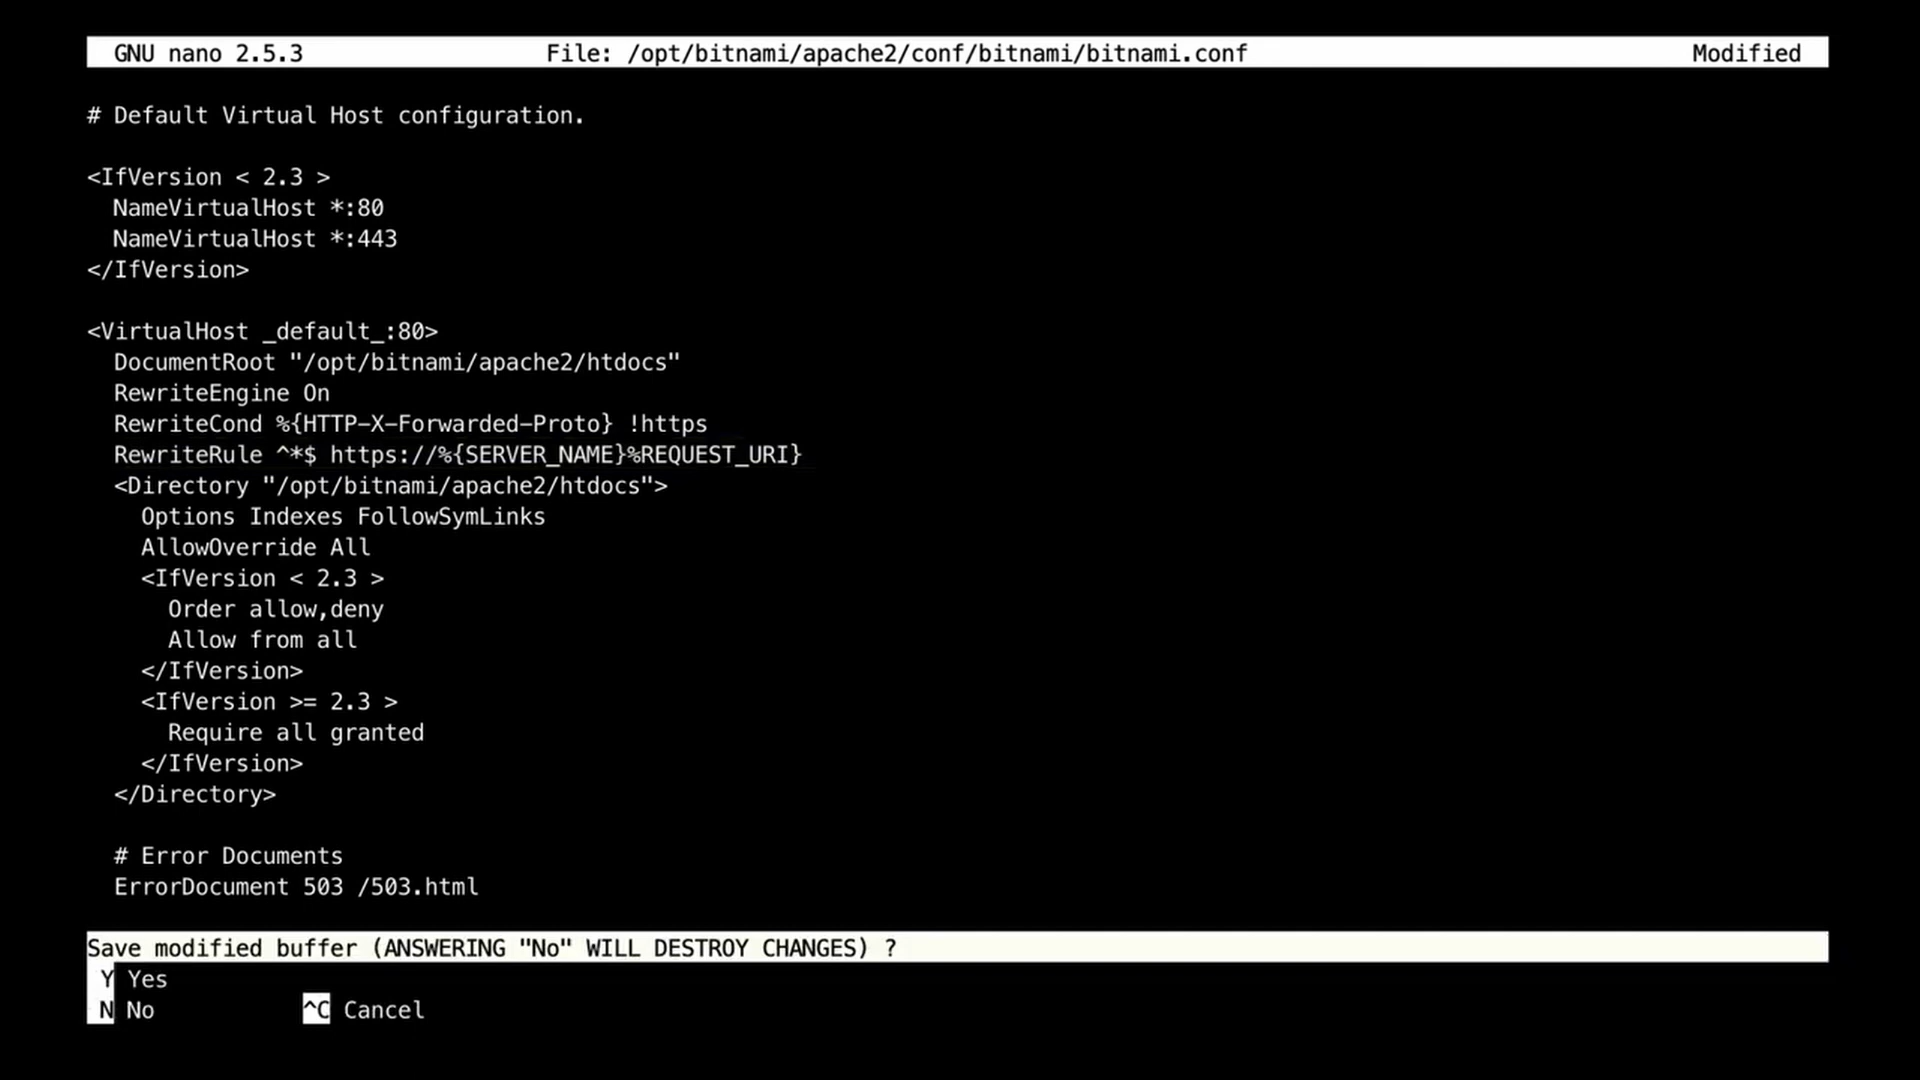 GNU nano 2.5.3 File: /opt/bitnami/apache2/conf/bitnami/bitnami.conf Modified
# Default Virtual Host configuration.
<IfVersion < 2.3 >
  NameVirtualHost *:80
  NameVirtualHost *:443
</IfVersion>
<VirtualHost _default_:80>
  DocumentRoot "/opt/bitnami/apache2/htdocs"
  RewriteEngine On
  RewriteCond %{HTTP-X-Forwarded-Proto} !https
  RewriteRule ^*$ https://%{SERVER_NAME}%REQUEST_URI}
  <Directory "/opt/bitnami/apache2/htdocs">
    Options Indexes FollowSymLinks
    AllowOverride All
    <IfVersion < 2.3 >
      Order allow,deny
      Allow from all
    </IfVersion>
    <IfVersion >= 2.3 >
      Require all granted
    </IfVersion>
  </Directory>
  # Error Documents
  ErrorDocument 503 /503.html
Save modified buffer (ANSWERING "No" WILL DESTROY CHANGES) ?
Y Yes
N No ^C Cancel